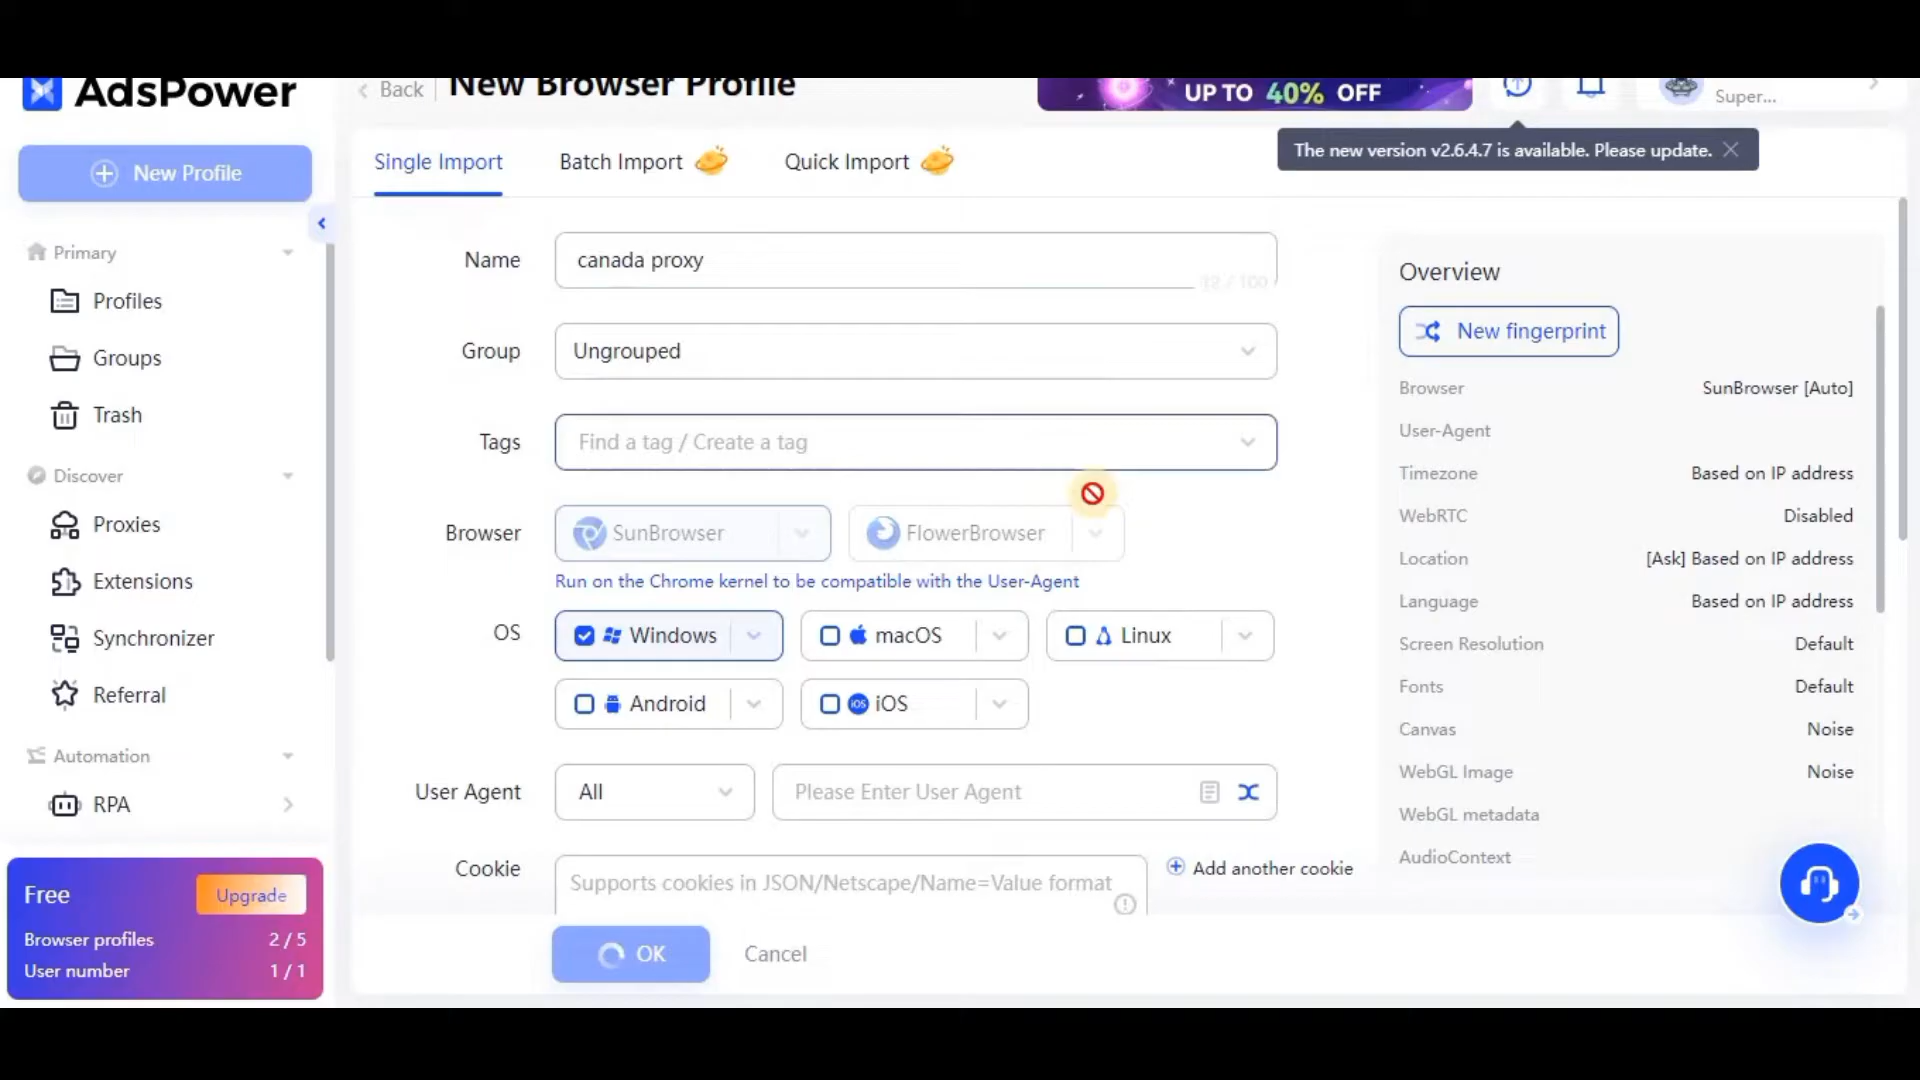 AdsPower
Back
New Browser Profile
UP TO 40% OFF
Super...
The new version v2.6.4.7 is available. Please update.
New Profile
Single Import
Batch Import
Quick Import
Primary
Profiles
Groups
Trash
Discover
Proxies
Extensions
Synchronizer
Referral
Automation
RPA
Free
Upgrade
Browser profiles 2 / 5
User number 1 / 1
Name
canada proxy
12 / 100
Group
Ungrouped
Tags
Find a tag / Create a tag
Browser
SunBrowser
FlowerBrowser
Run on the Chrome kernel to be compatible with the User-Agent
OS
Windows
macOS
Linux
Android
iOS
User Agent
All
Please Enter User Agent
Cookie
Supports cookies in JSON/Netscape/Name=Value format
Add another cookie
OK
Cancel
Overview
New fingerprint
Browser SunBrowser [Auto]
User-Agent
Timezone Based on IP address
WebRTC Disabled
Location [Ask] Based on IP address
Language Based on IP address
Screen Resolution Default
Fonts Default
Canvas Noise
WebGL Image Noise
WebGL metadata
AudioContext